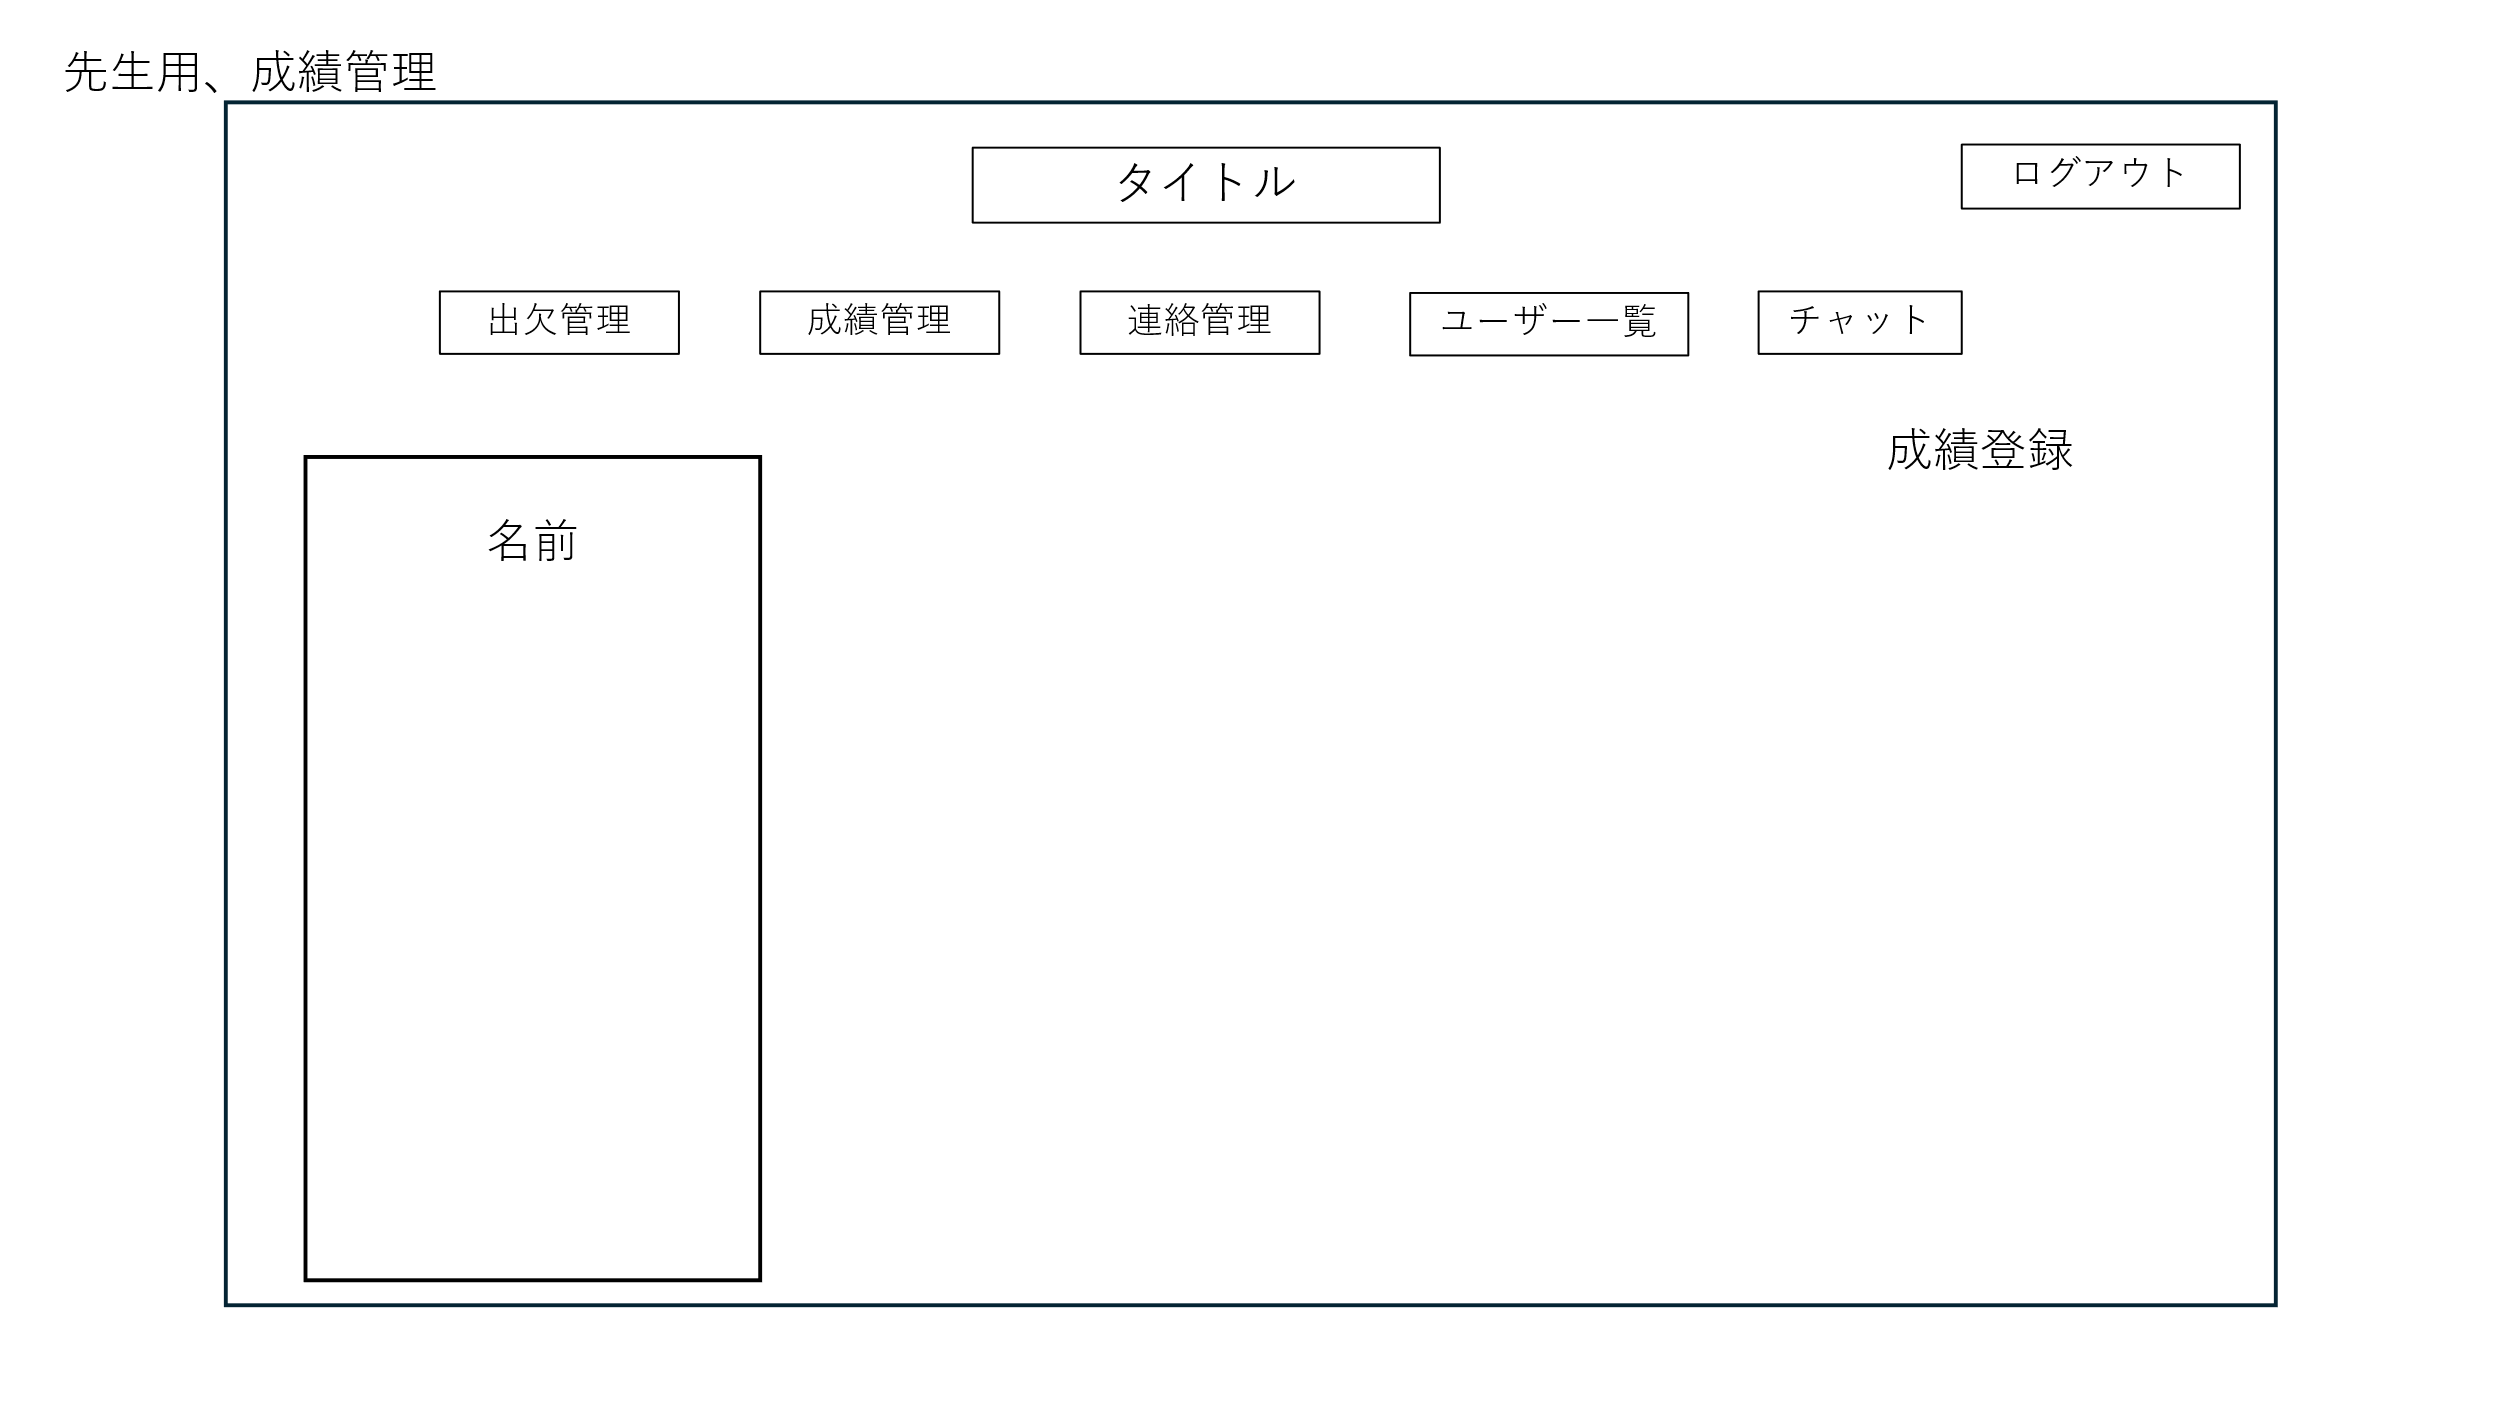 先生用、成績管理
タイトル
ログアウト
出欠管理
成績管理
連絡管理
ユーザー一覧
チャット
成績登録
名前